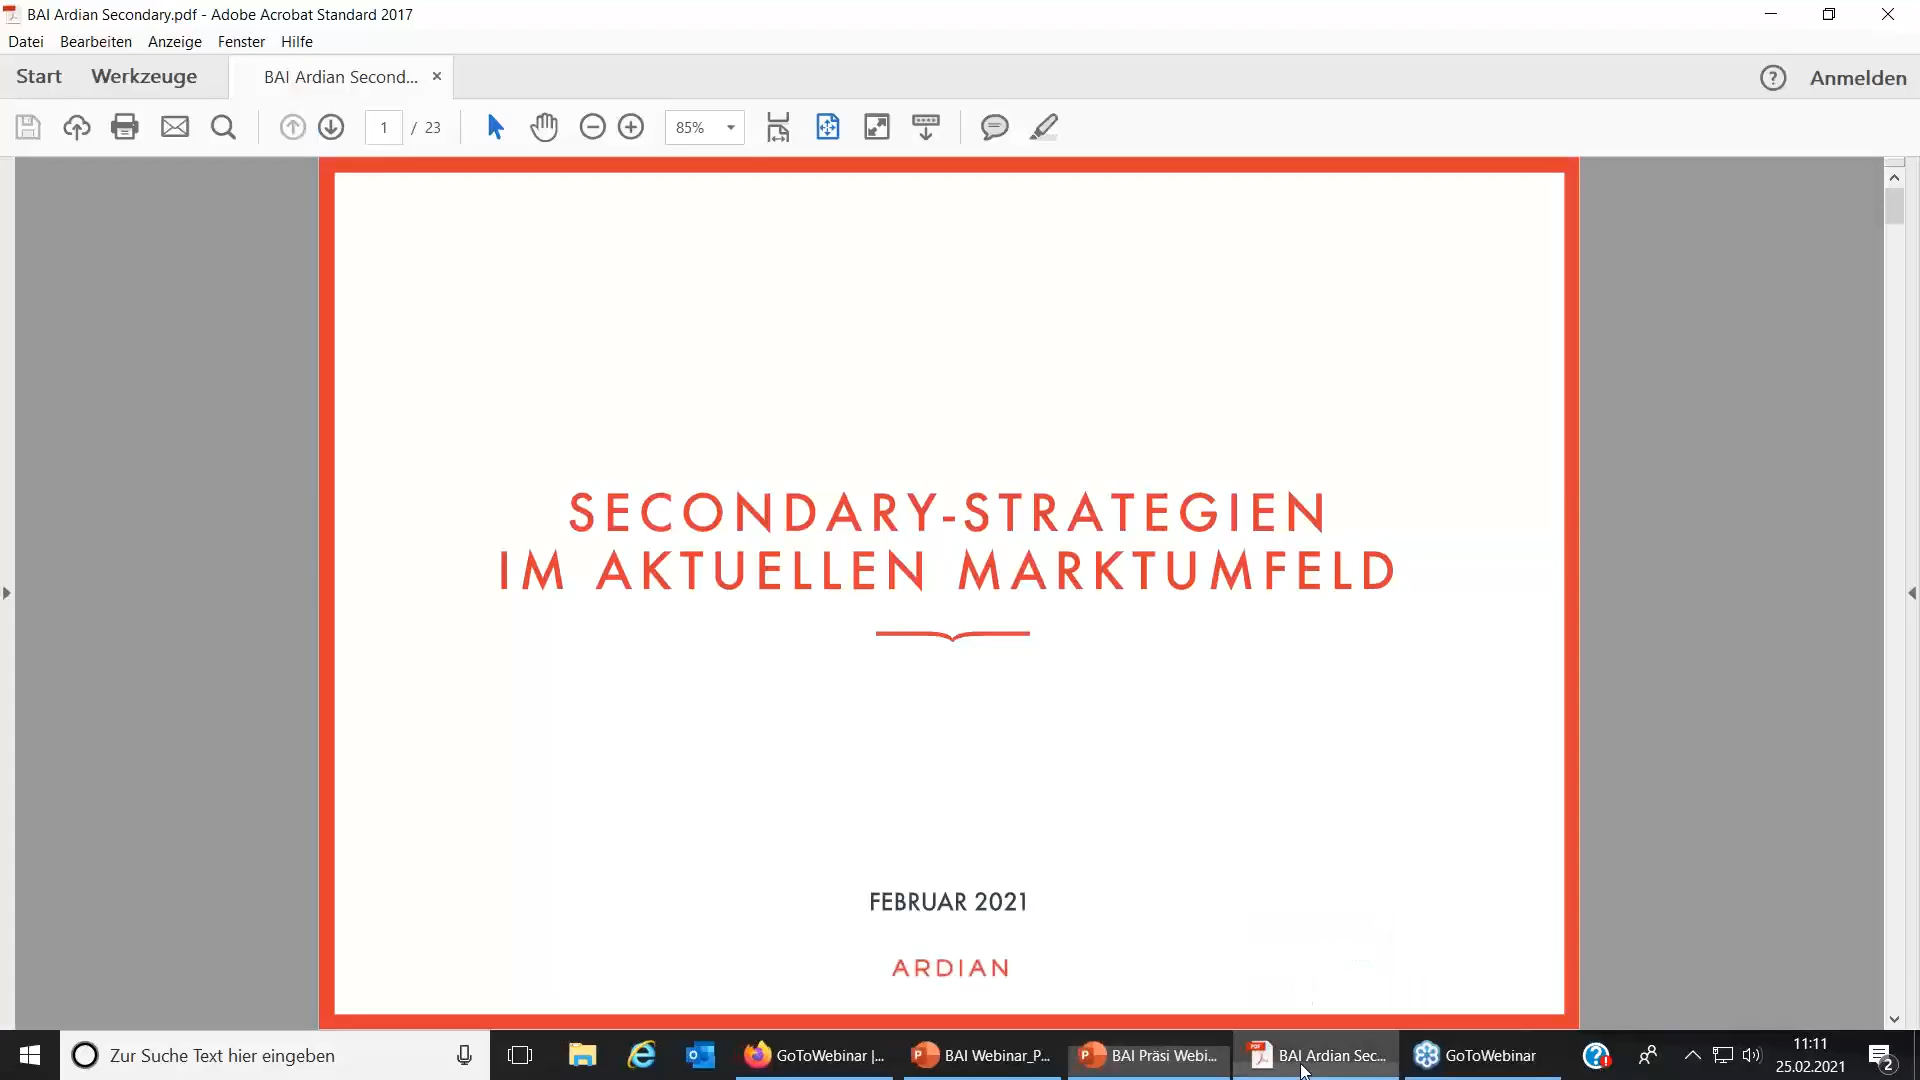 BAI Ardian Secondary.pdf - Adobe Acrobat Standard 2017
Datei Bearbeiten Anzeige Fenster Hilfe
Start Werkzeuge BAI Ardian Second... × ? Anmelden
1 / 23 85%
SECONDARY-STRATEGIEN
IM AKTUELLEN MARKTUMFELD
FEBRUAR 2021
ARDIAN
Zur Suche Text hier eingeben GoToWebinar |... BAI Webinar_P... BAI Präsi Webi... BAI Ardian Sec... GoToWebinar 11:11
25.02.2021 2